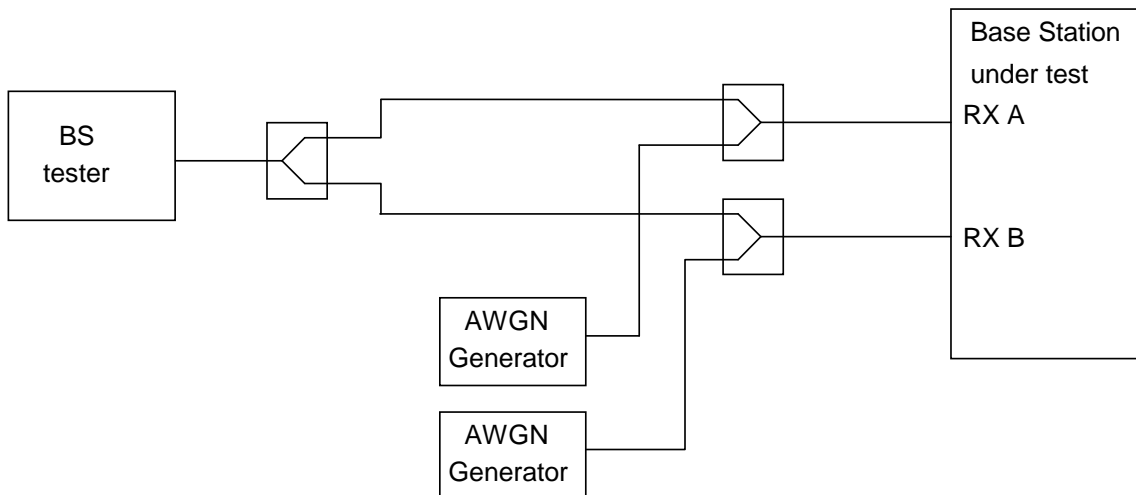 BS
tester
Base Station
under test
RX A
RX B
AWGN
Generator
AWGN
Generator